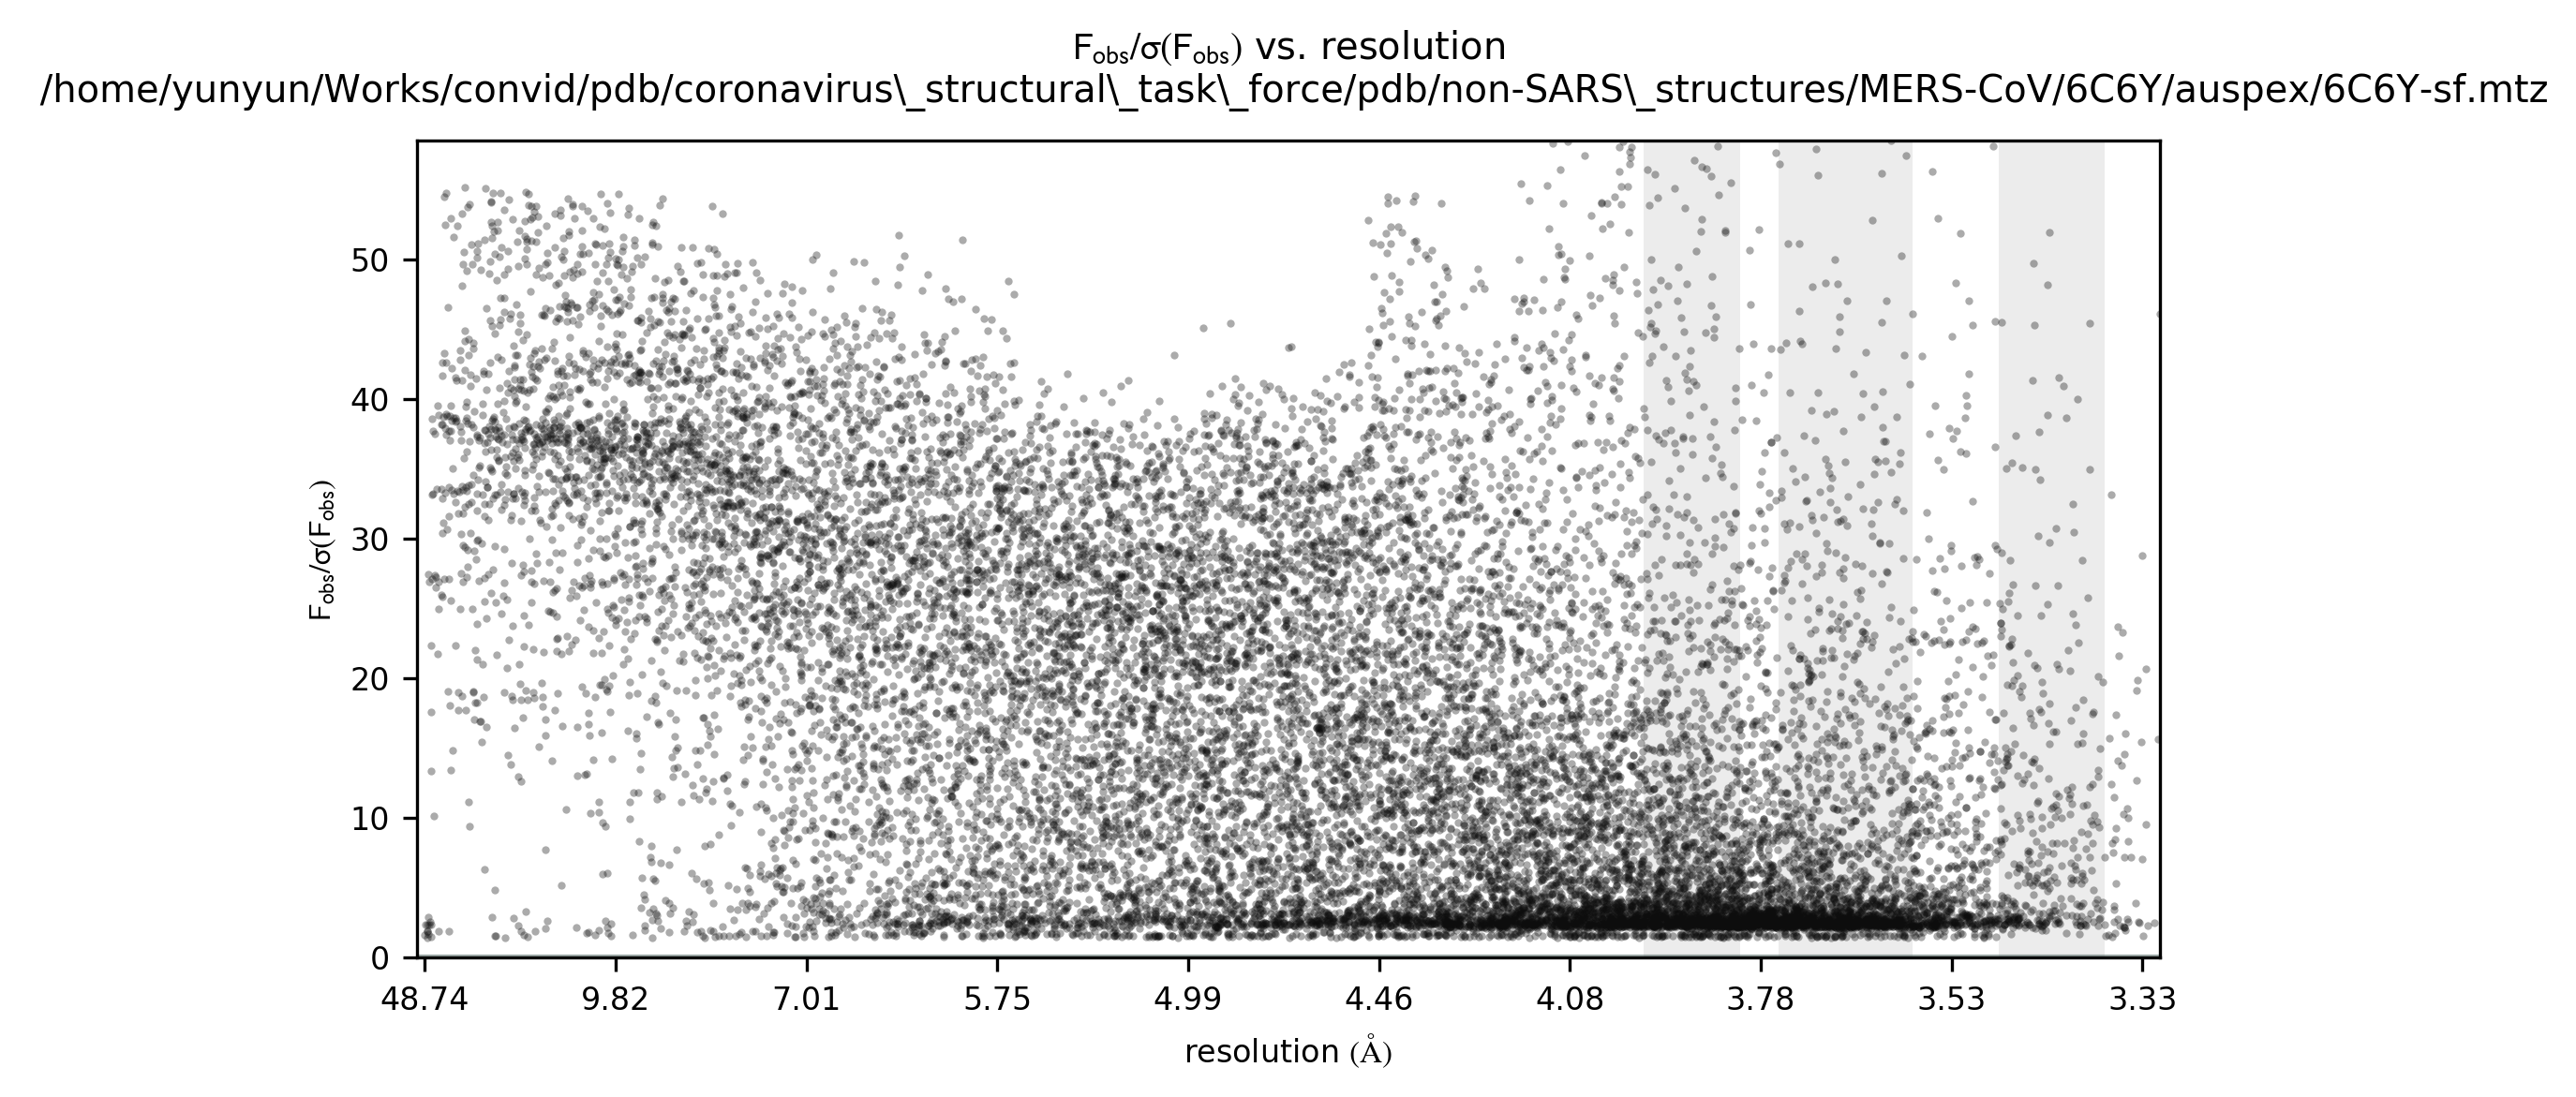 Fobs/σ(Fobs) vs. resolution
/home/yunyun/Works/convid/pdb/coronavirus\_structural\_task\_force/pdb/non-SARS\_structures/MERS-CoV/6C6Y/auspex/6C6Y-sf.mtz
Fobs/σ(Fobs)
50
40
30
20
10
0
48.74 9.82 7.01 5.75 4.99 4.46 4.08 3.78 3.53 3.33
resolution (Å)